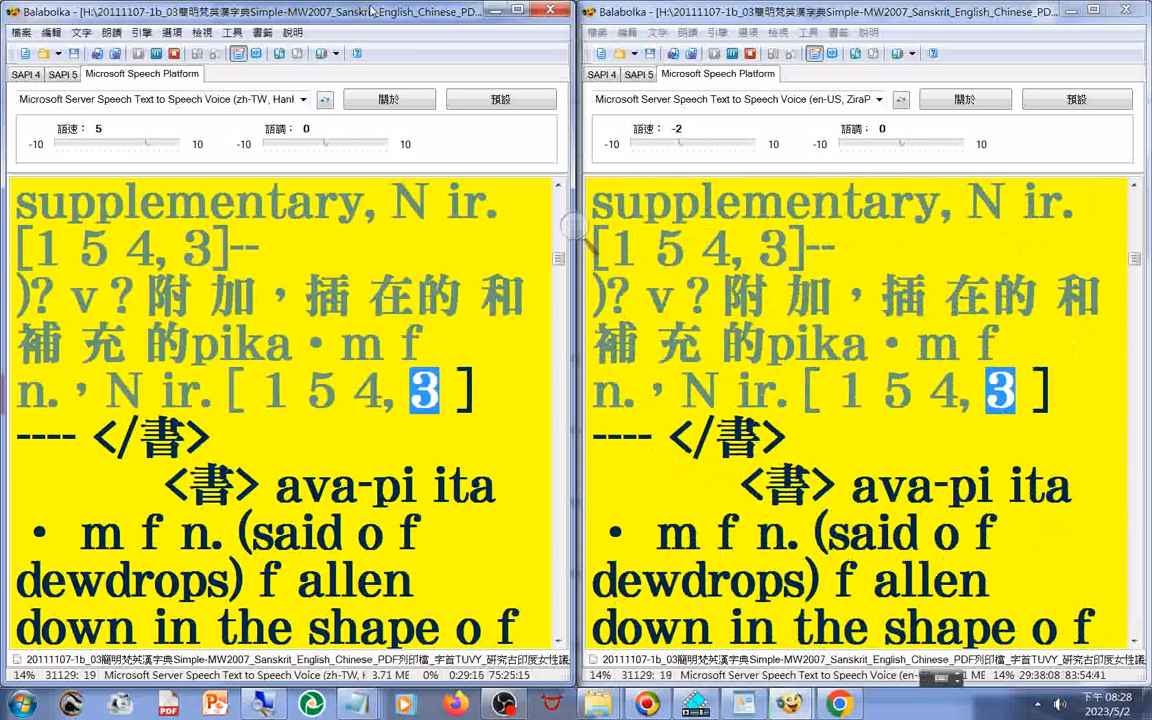 Balabolka - [H:\20111107-1b_03簡明梵英漢字典Simple-MW2007_Sanskrit_English_Chinese_PD...
檔案 編輯 文字 朗讀 引擎 選項 檢視 工具 書籤 說明
SAPI 4 SAPI 5 Microsoft Speech Platform
Microsoft Server Speech Text to Speech Voice (zh-TW, Hanl 關於 預設
語速： 5 語調： 0
-10 10 -10 10
supplementary, N ir.
[1 5 4, 3]--
)? v ? 附 加，插 在的 和
補 充 的pika • m f
n.，N ir. [ 1 5 4, 3 ]
---- </書>
<書> ava-pi ita
• m f n. (said o f
dewdrops) f allen
down in the shape o f
20111107-1b_03簡明梵英漢字典Simple-MW2007_Sanskrit_English_Chinese_PDF列印檔_字首TUVY_研究古印度女性議
14% 31129: 19 Microsoft Server Speech Text to Speech Voice (zh-TW, H 3.71 MB 0% 0:29:16 75:25:15
Balabolka - [H:\20111107-1b_03簡明梵英漢字典Simple-MW2007_Sanskrit_English_Chinese_PD...
檔案 編輯 文字 朗讀 引擎 選項 檢視 工具 書籤 說明
SAPI 4 SAPI 5 Microsoft Speech Platform
Microsoft Server Speech Text to Speech Voice (en-US, ZiraP 關於 預設
語速： -2 語調： 0
-10 10 -10 10
supplementary, N ir.
[1 5 4, 3]--
)? v ? 附 加，插 在的 和
補 充 的pika • m f
n.，N ir. [ 1 5 4, 3 ]
---- </書>
<書> ava-pi ita
• m f n. (said o f
dewdrops) f allen
down in the shape o f
20111107-1b_03簡明梵英漢字典Simple-MW2007_Sanskrit_English_Chinese_PDF列印檔_字首TUVY_研究古印度女性議
14% 31129: 19 Microsoft Server Speech Text to Speech Voice (en- 14% 29:38:08 83:54:41
下午 08:28
2023/5/2